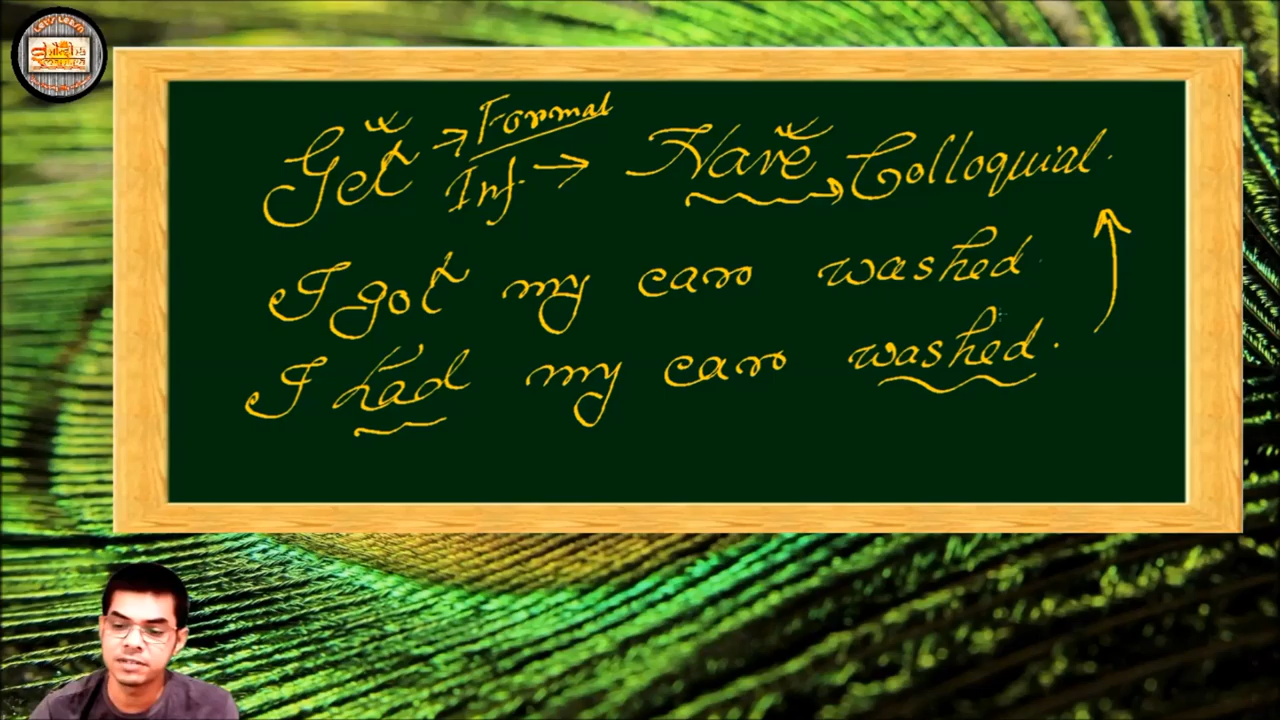 Get → Formal
Inf. → Have → Colloquial.
I got my car washed.
I had my car washed.